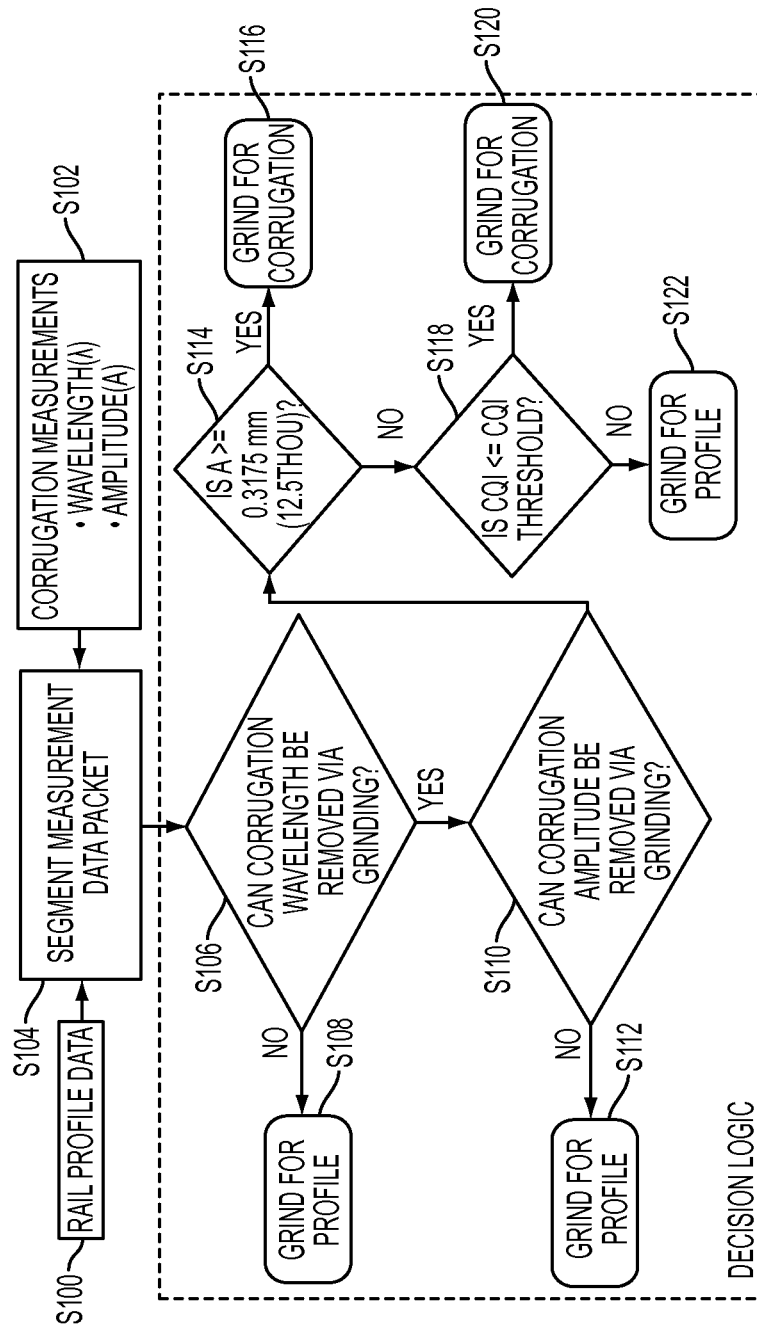 S100
RAIL PROFILE DATA
S104
SEGMENT MEASUREMENT
DATA PACKET
S102
CORRUGATION MEASUREMENTS
• WAVELENGTH(λ)
• AMPLITUDE(A)
S106
CAN CORRUGATION
WAVELENGTH BE
REMOVED VIA
GRINDING?
NO
S108
GRIND FOR
PROFILE
YES
S110
CAN CORRUGATION
AMPLITUDE BE
REMOVED VIA
GRINDING?
NO
S112
GRIND FOR
PROFILE
S114
IS A >=
0.3175 mm
(12.5THOU)?
YES
S116
GRIND FOR
CORRUGATION
NO
S118
IS CQI <= CQI
THRESHOLD?
YES
S120
GRIND FOR
CORRUGATION
NO
S122
GRIND FOR
PROFILE
DECISION LOGIC